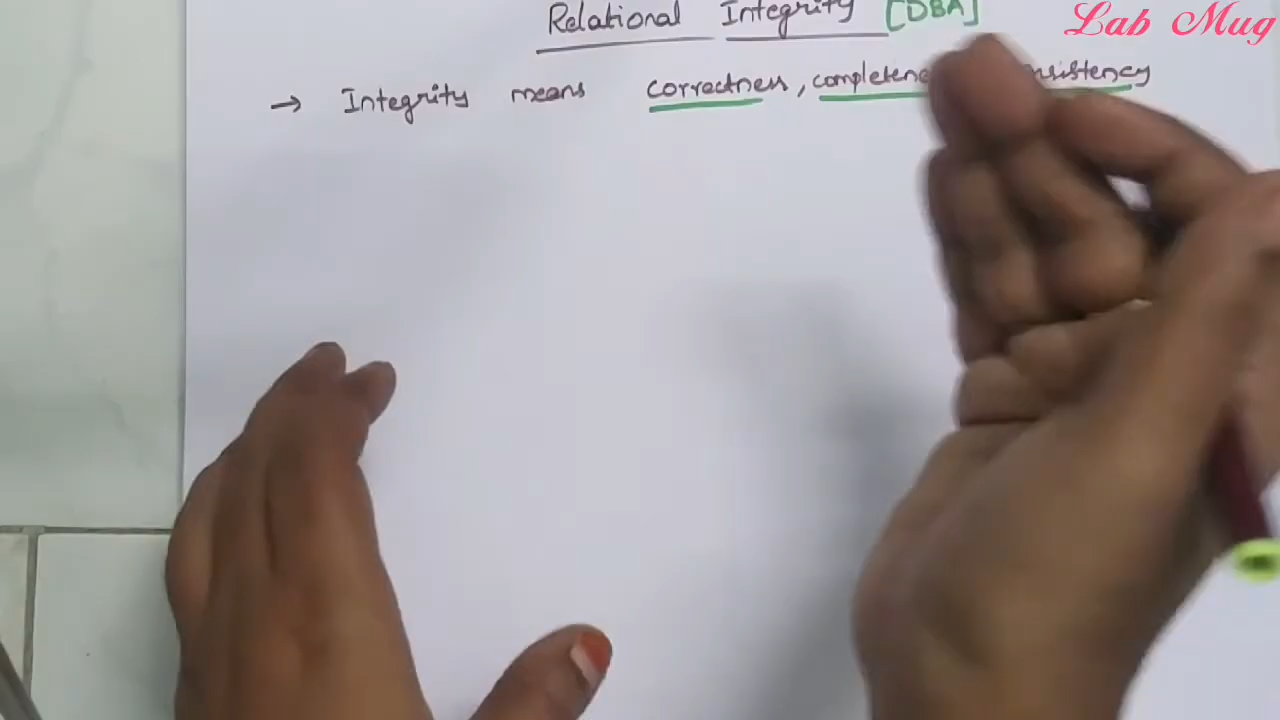 Relational Integrity [DBA]
Lab Mug
→ Integrity means correctness,